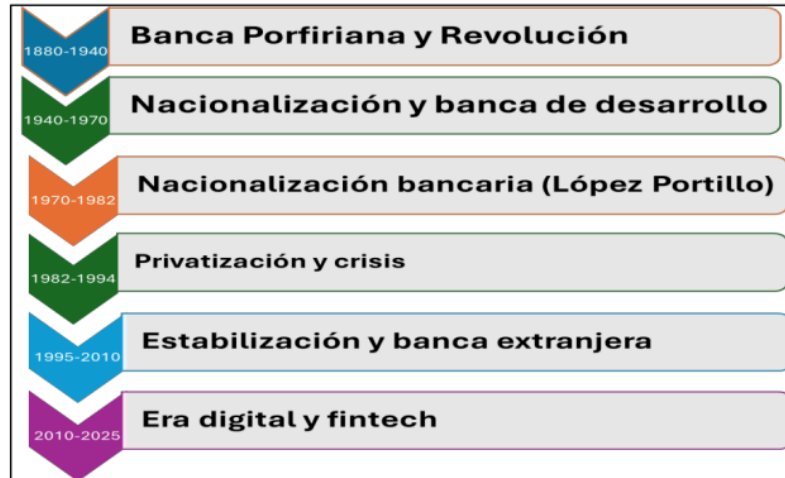 1880-1940
Banca Porfiriana y Revolución
1940-1970
Nacionalización y banca de desarrollo
1970-1982
Nacionalización bancaria (López Portillo)
1982-1994
Privatización y crisis
1995-2010
Estabilización y banca extranjera
2010-2025
Era digital y fintech